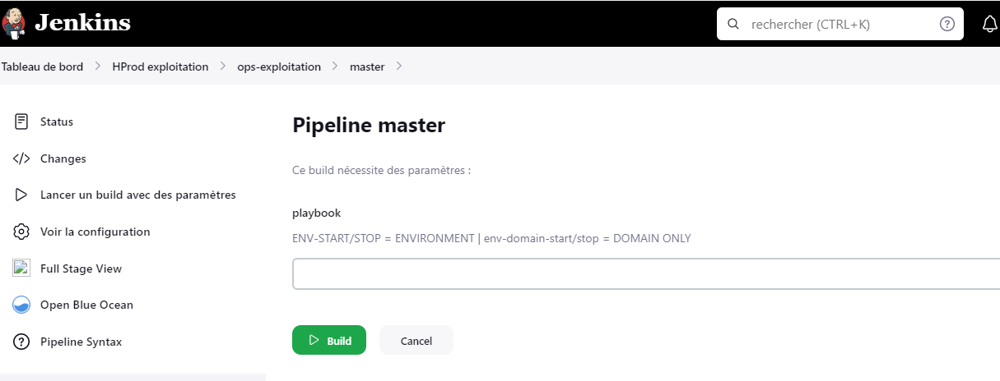 Jenkins
rechercher (CTRL+K)
Tableau de bord > HProd exploitation > ops-exploitation > master >
Status
Changes
Lancer un build avec des paramètres
Voir la configuration
Full Stage View
Open Blue Ocean
Pipeline Syntax
Pipeline master
Ce build nécessite des paramètres :
playbook
ENV-START/STOP = ENVIRONMENT | env-domain-start/stop = DOMAIN ONLY
Build
Cancel